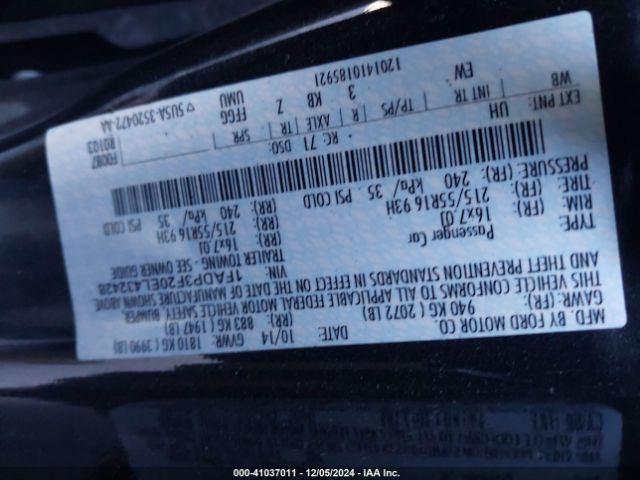 MFD. BY FORD MOTOR CO.
DATE: 10/14 GVWR: 1810 KG ( 3990 LB)
GAWR: (FR): 940 KG ( 2072 LB) (RR): 883 KG ( 1947 LB)
THIS VEHICLE CONFORMS TO ALL APPLICABLE FEDERAL MOTOR VEHICLE SAFETY, BUMPER,
AND THEFT PREVENTION STANDARDS IN EFFECT ON THE DATE OF MANUFACTURE SHOWN ABOVE.
VIN: 1FADP3F20EL432428
TYPE: Passenger Car TRAILER TOWING - SEE OWNER GUIDE
RIM: (FR): 16x7.0J (RR): 16x7.0J
TIRE: (FR): 215/55R16 93H (RR): 215/55R16 93H
PRESSURE: (FR): 240 kPa/ 35 PSI COLD (RR): 240 kPa/ 35 PSI COLD
EXT PNT: UH RC: 71 DSO: F0087
R0103
WB INT TR TP/PS R AXLE TR SPR
EW 3 KB Z FFGG
UMU
120141018592 1 5USA-3520472-AA
000-41037011 - 12/05/2024 - IAA Inc.